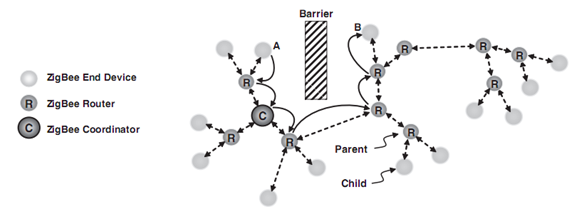 Barrier
A
B
R
R
R
R
R
ZigBee End Device
R
R ZigBee Router
R
C
C ZigBee Coordinator
R
R
R
R
Parent
Child